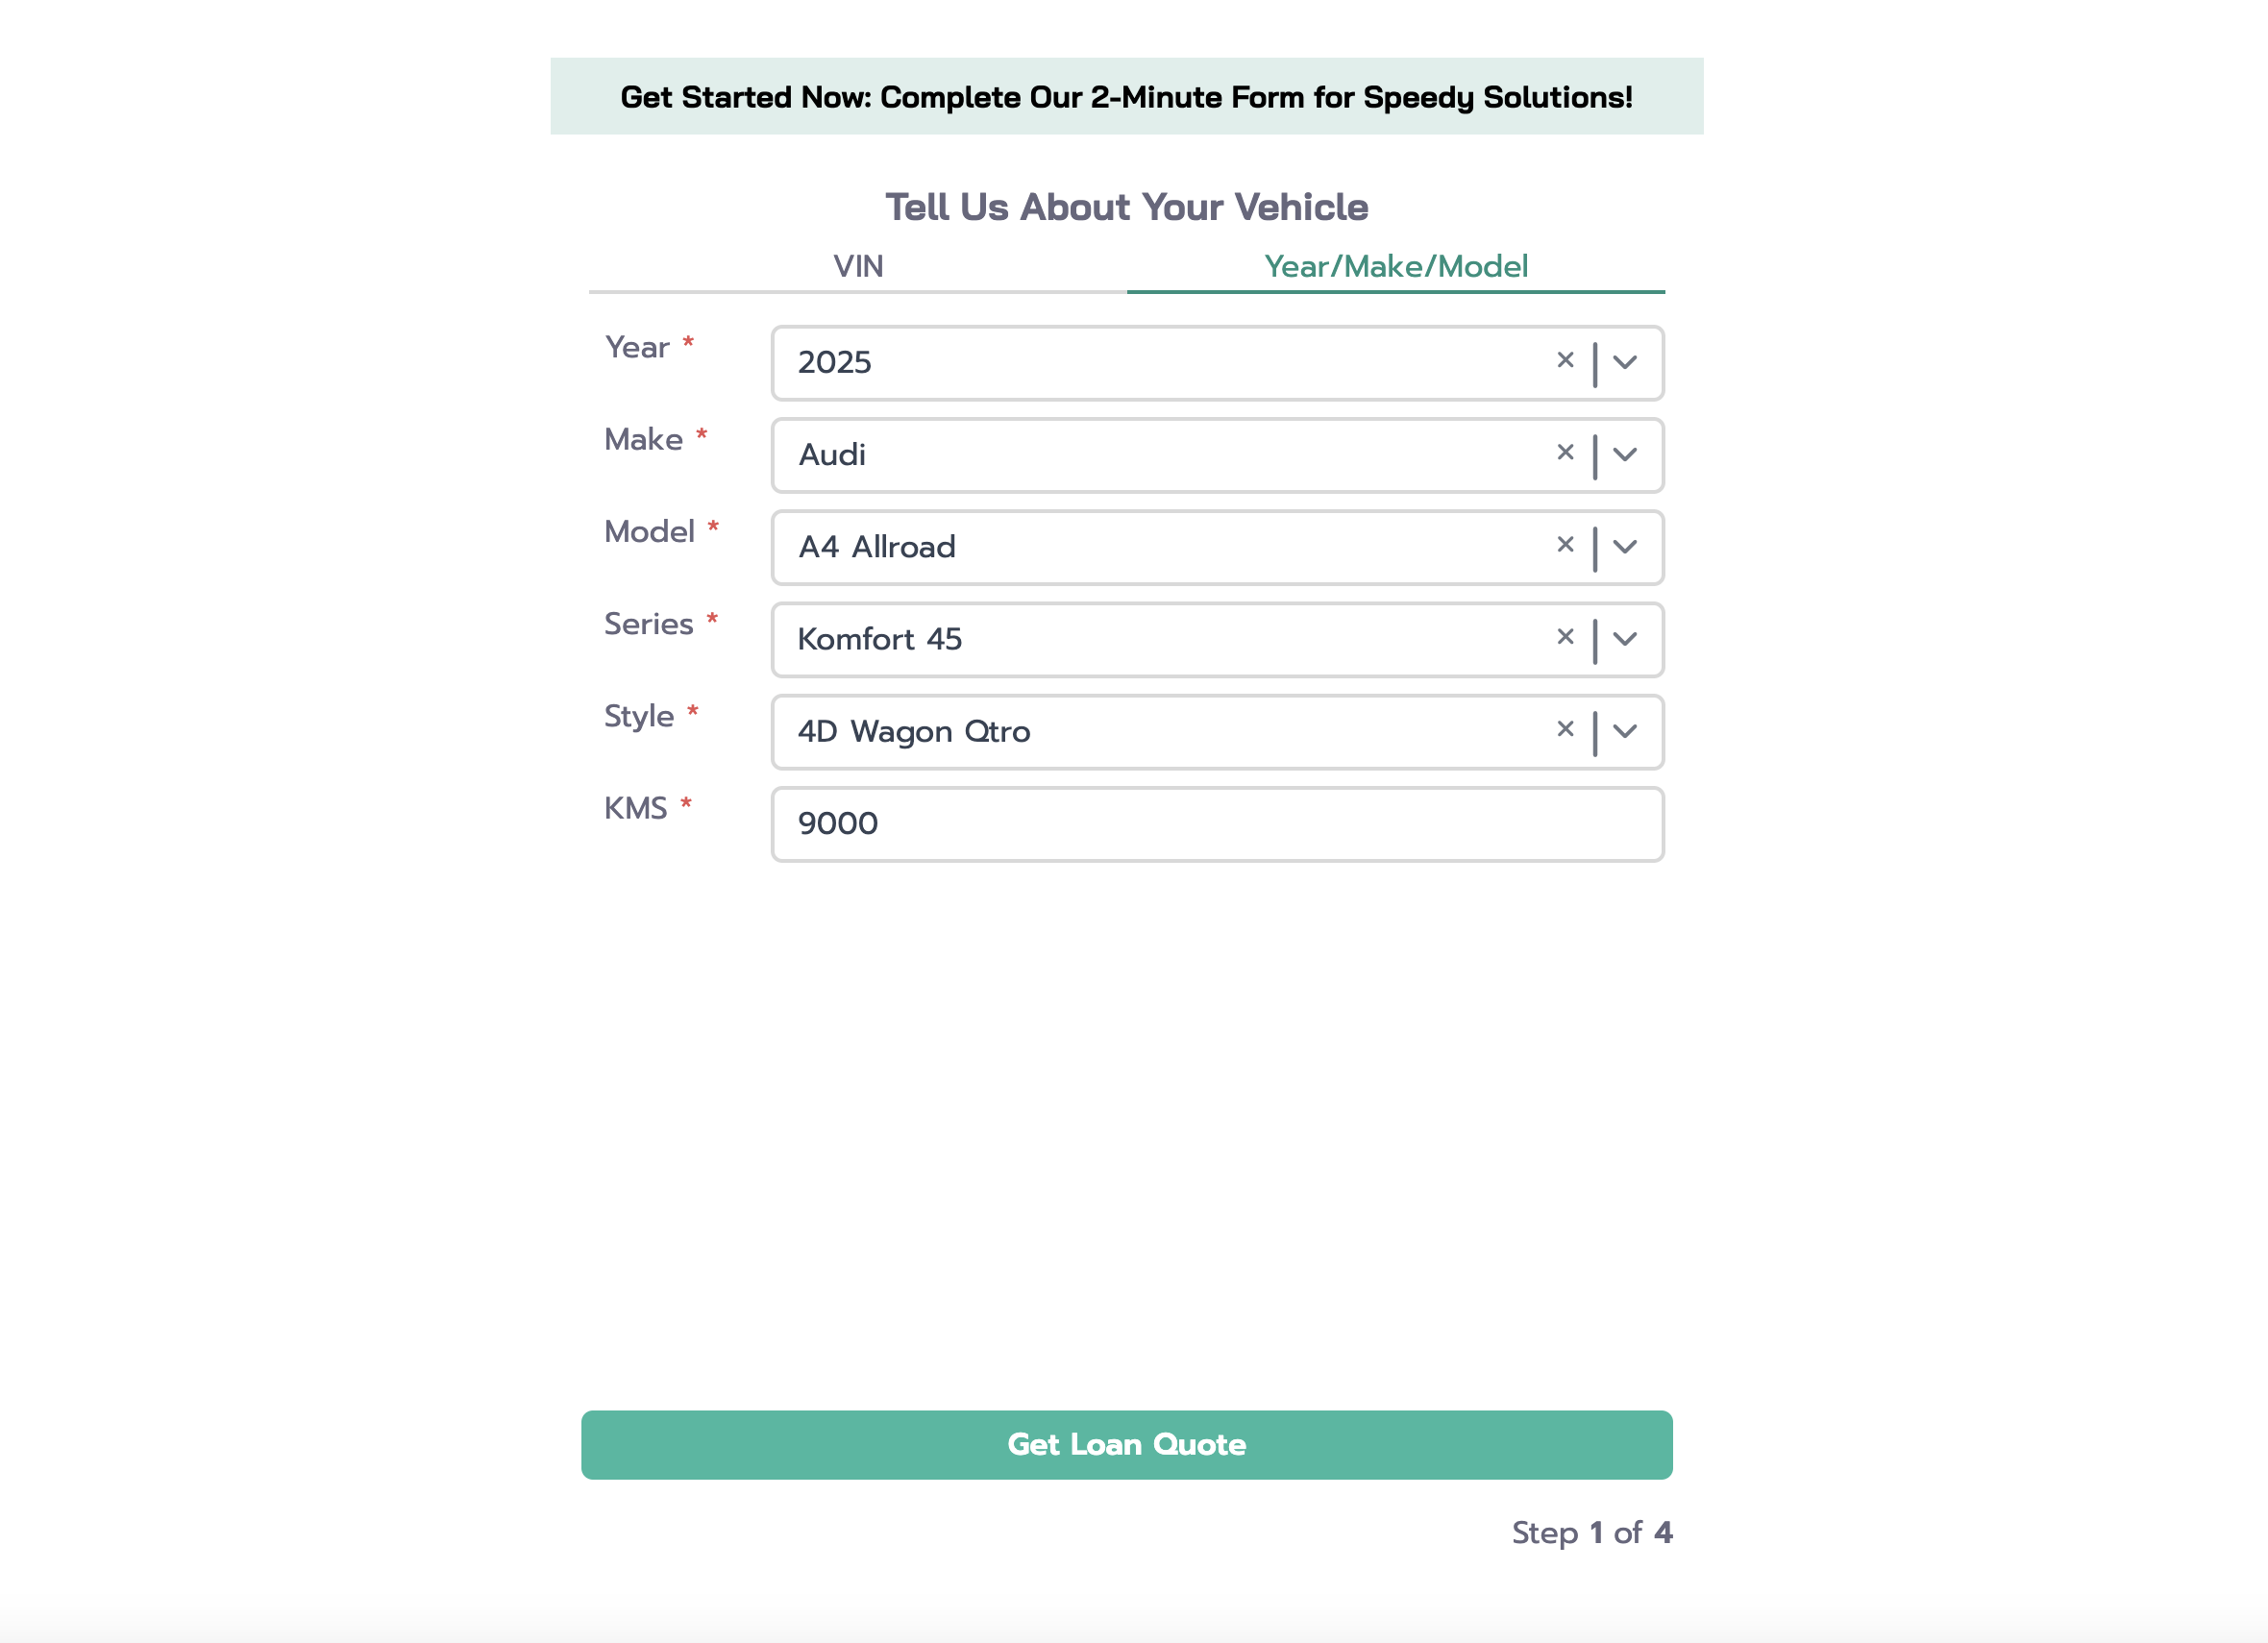 Get Started Now: Complete Our 2-Minute Form for Speedy Solutions!
Tell Us About Your Vehicle
VIN Year/Make/Model
Year * 2025
Make * Audi
Model * A4 Allroad
Series * Komfort 45
Style * 4D Wagon Qtro
KMS * 9000
Get Loan Quote
Step 1 of 4